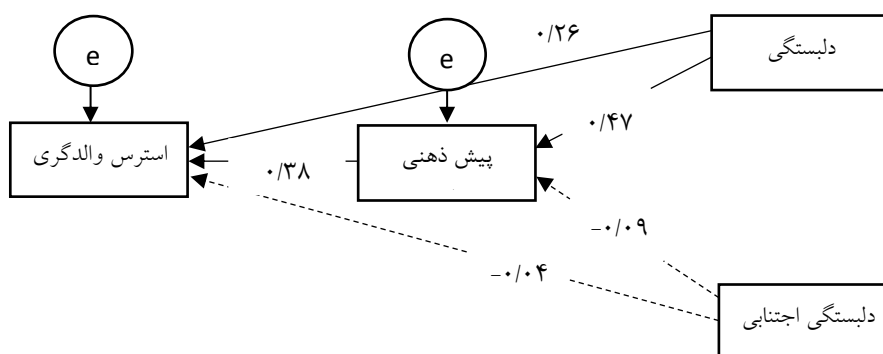 e
e
۰/۲۶
دلبستگی
۰/۴۷
استرس والدگری
پیش ذهنی
۰/۳۸
-۰/۰۹
-۰/۰۴
دلبستگی اجتنابی